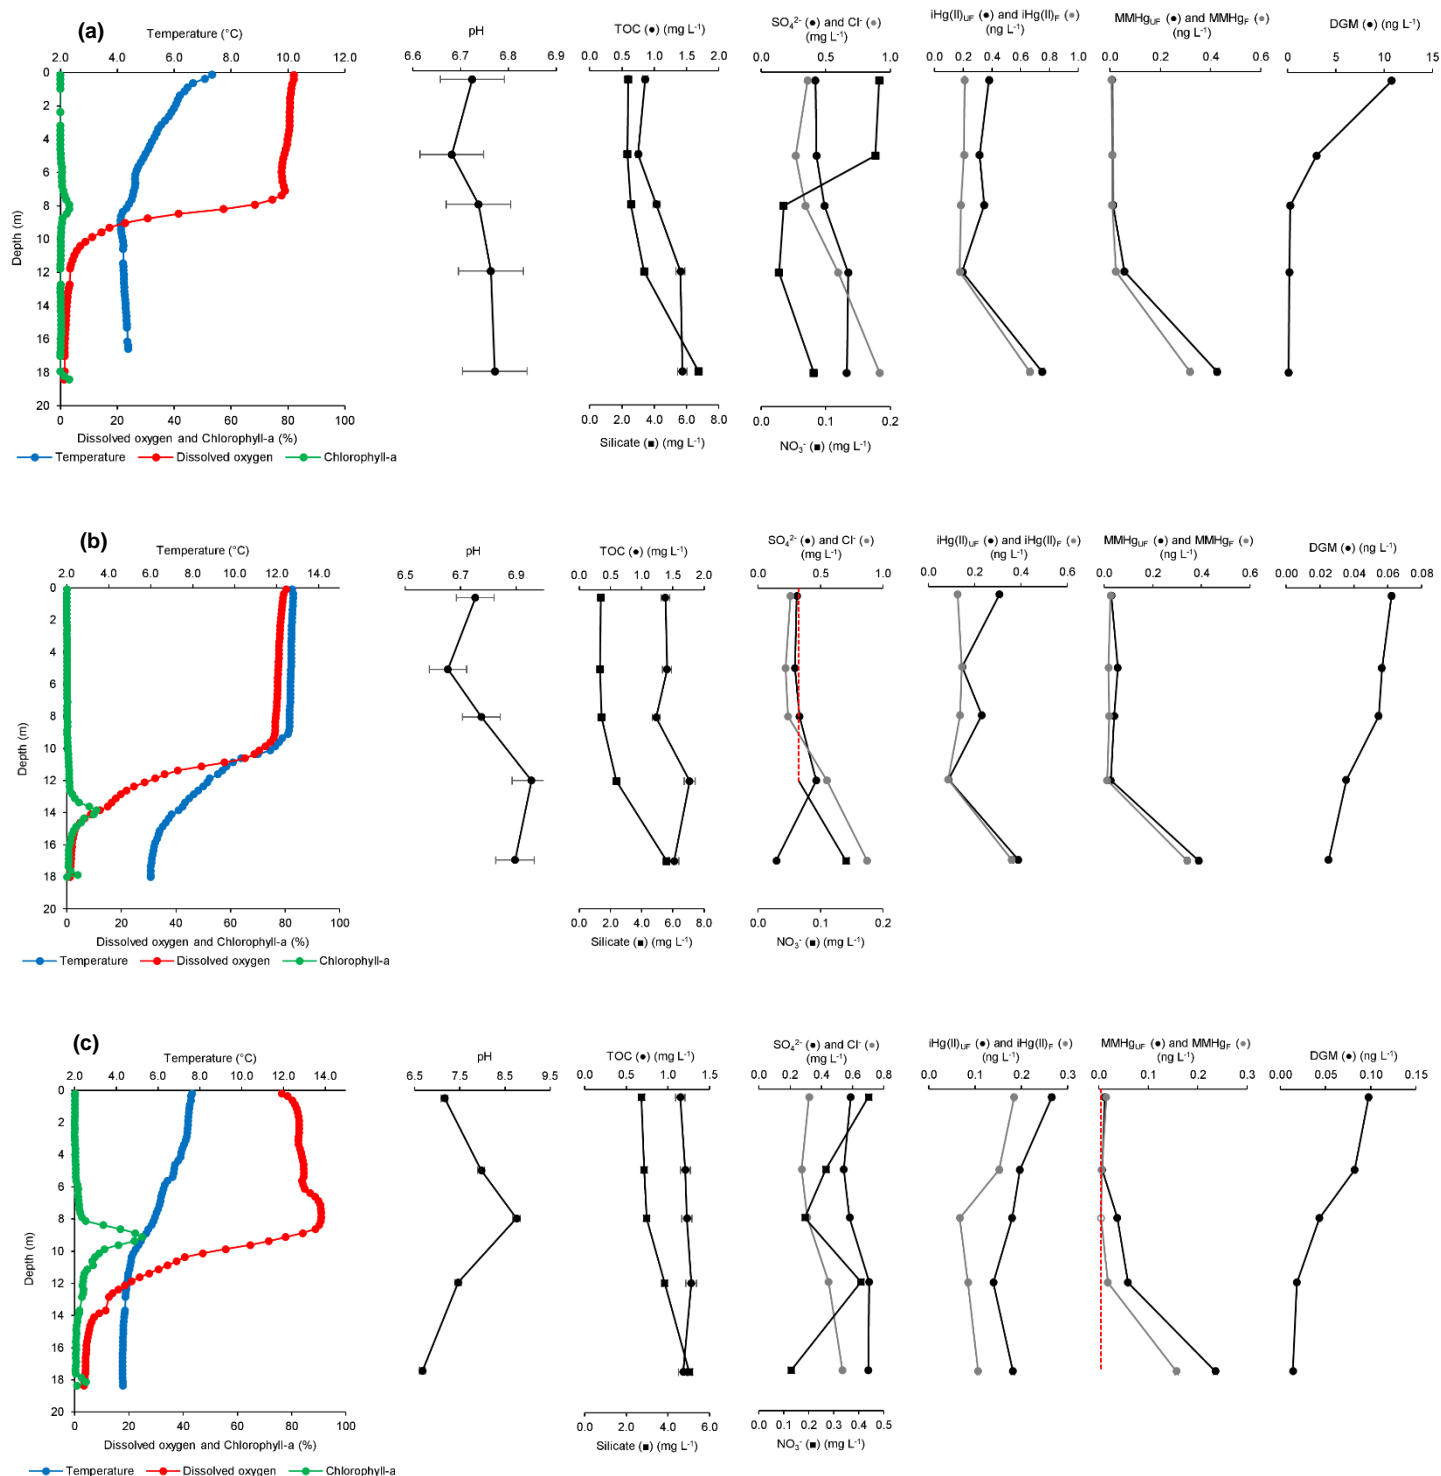 (a)
Temperature (°C)
2.0 4.0 6.0 8.0 10.0 12.0
0
2
4
6
8
10
12
14
16
18
20
Depth (m)
0 20 40 60 80 100
Dissolved oxygen and Chlorophyll-a (%)
Temperature Dissolved oxygen Chlorophyll-a
pH
6.6 6.7 6.8 6.9
TOC (●) (mg L⁻¹)
0.0 0.5 1.0 1.5 2.0
0.0 2.0 4.0 6.0 8.0
Silicate (■) (mg L⁻¹)
SO₄²⁻ (●) and Cl⁻ (●)
(mg L⁻¹)
0.0 0.5 1.0
0.0 0.1 0.2
NO₃⁻ (■) (mg L⁻¹)
iHg(II)UF (●) and iHg(II)F (●)
(ng L⁻¹)
0.0 0.2 0.4 0.6 0.8 1.0
MMHgUF (●) and MMHgF (●)
(ng L⁻¹)
0.0 0.2 0.4 0.6
DGM (●) (ng L⁻¹)
0 5 10 15
(b)
Temperature (°C)
2.0 4.0 6.0 8.0 10.0 12.0 14.0
0
2
4
6
8
10
12
14
16
18
20
Depth (m)
0 20 40 60 80 100
Dissolved oxygen and Chlorophyll-a (%)
Temperature Dissolved oxygen Chlorophyll-a
pH
6.5 6.7 6.9
TOC (●) (mg L⁻¹)
0.0 0.5 1.0 1.5 2.0
0.0 2.0 4.0 6.0 8.0
Silicate (■) (mg L⁻¹)
SO₄²⁻ (●) and Cl⁻ (●)
(mg L⁻¹)
0.0 0.5 1.0
0.0 0.1 0.2
NO₃⁻ (■) (mg L⁻¹)
iHg(II)UF (●) and iHg(II)F (●)
(ng L⁻¹)
0.0 0.2 0.4 0.6
MMHgUF (●) and MMHgF (●)
(ng L⁻¹)
0.0 0.2 0.4 0.6
DGM (●) (ng L⁻¹)
0.00 0.02 0.04 0.06 0.08
(c)
Temperature (°C)
2.0 4.0 6.0 8.0 10.0 12.0 14.0
0
2
4
6
8
10
12
14
16
18
20
Depth (m)
0 20 40 60 80 100
Dissolved oxygen and Chlorophyll-a (%)
Temperature Dissolved oxygen Chlorophyll-a
pH
6.5 7.5 8.5 9.5
TOC (●) (mg L⁻¹)
0.0 0.5 1.0 1.5
0.0 2.0 4.0 6.0
Silicate (■) (mg L⁻¹)
SO₄²⁻ (●) and Cl⁻ (●)
(mg L⁻¹)
0.0 0.2 0.4 0.6 0.8
0.0 0.1 0.2 0.3 0.4 0.5
NO₃⁻ (■) (mg L⁻¹)
iHg(II)UF (●) and iHg(II)F (●)
(ng L⁻¹)
0.0 0.1 0.2 0.3
MMHgUF (●) and MMHgF (●)
(ng L⁻¹)
0.0 0.1 0.2 0.3
DGM (●) (ng L⁻¹)
0.00 0.05 0.10 0.15